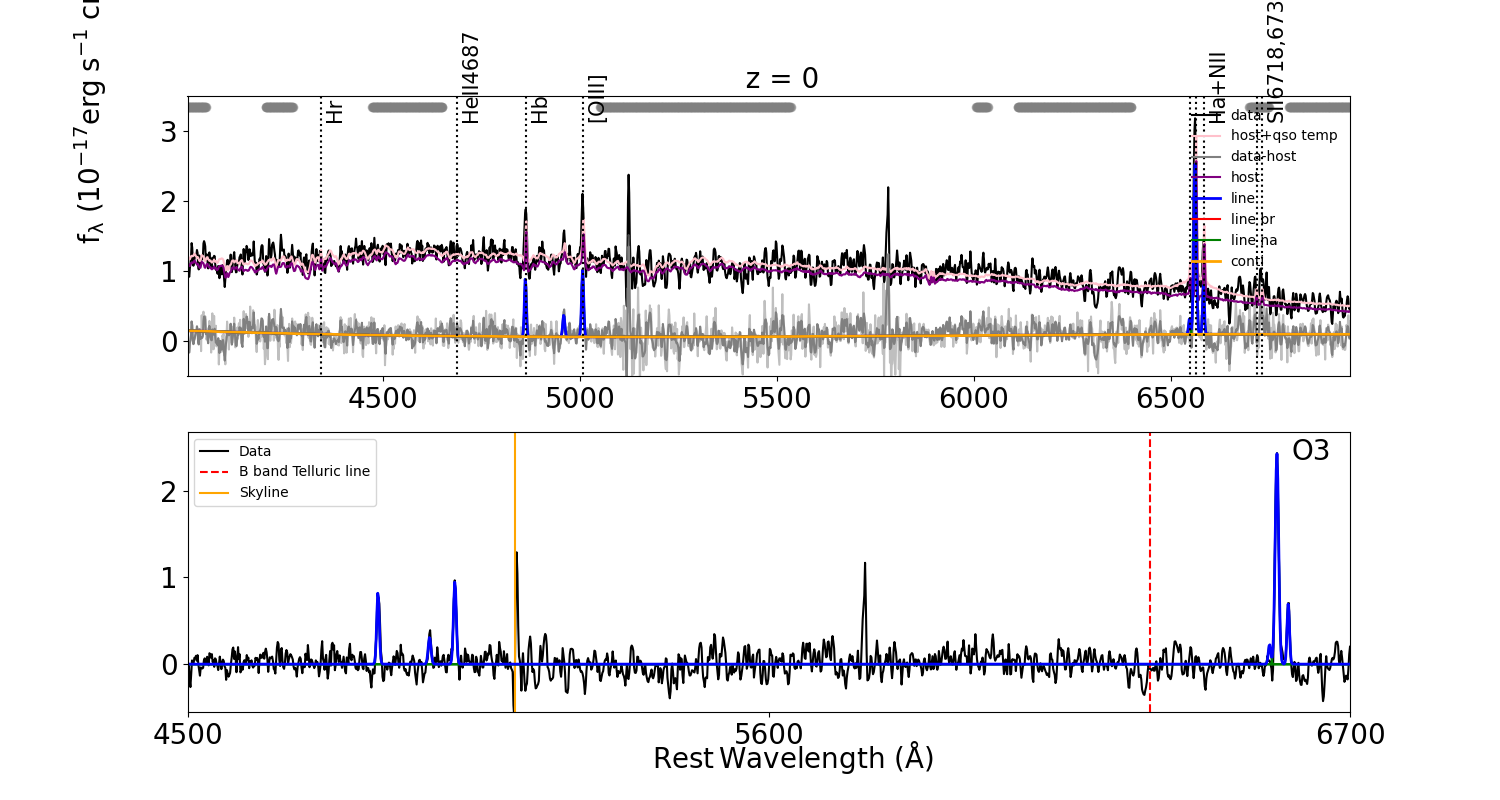 z = 0
f_λ (10^−17 erg s^−1
3
2
1
0
Hr
HeII4687
Hb
[OIII]
Ha+NII
SII6718,673
data
host+qso temp
data-host
host
line
line br
line na
conti
4500
5000
5500
6000
6500
Data
B band Telluric line
Skyline
O3
2
1
0
4500
5600
6700
Rest Wavelength (Å)